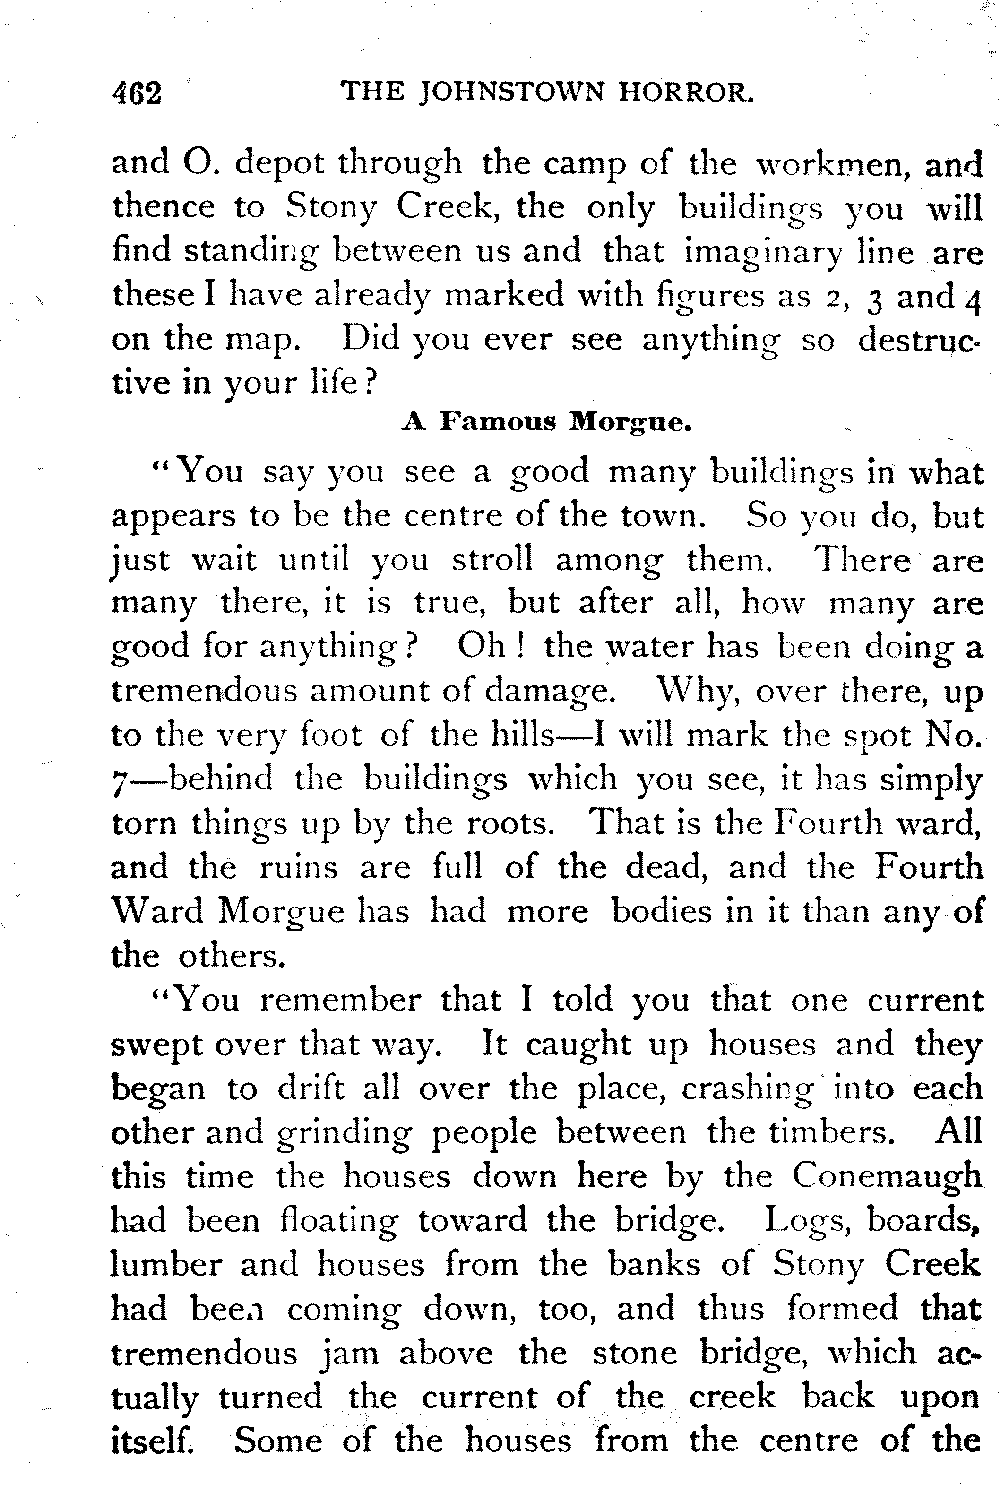 462 THE JOHNSTOWN HORROR.
and O. depot through the camp of the workmen, and
thence to Stony Creek, the only buildings you will
find standing between us and that imaginary line are
these I have already marked with figures as 2, 3 and 4
on the map. Did you ever see anything so destruc-
tive in your life?
A Famous Morgue.
"You say you see a good many buildings in what
appears to be the centre of the town. So you do, but
just wait until you stroll among them. There are
many there, it is true, but after all, how many are
good for anything? Oh! the water has been doing a
tremendous amount of damage. Why, over there, up
to the very foot of the hills—I will mark the spot No.
7—behind the buildings which you see, it has simply
torn things up by the roots. That is the Fourth ward,
and the ruins are full of the dead, and the Fourth
Ward Morgue has had more bodies in it than any of
the others.
"You remember that I told you that one current
swept over that way. It caught up houses and they
began to drift all over the place, crashing into each
other and grinding people between the timbers. All
this time the houses down here by the Conemaugh
had been floating toward the bridge. Logs, boards,
lumber and houses from the banks of Stony Creek
had been coming down, too, and thus formed that
tremendous jam above the stone bridge, which ac-
tually turned the current of the creek back upon
itself. Some of the houses from the centre of the